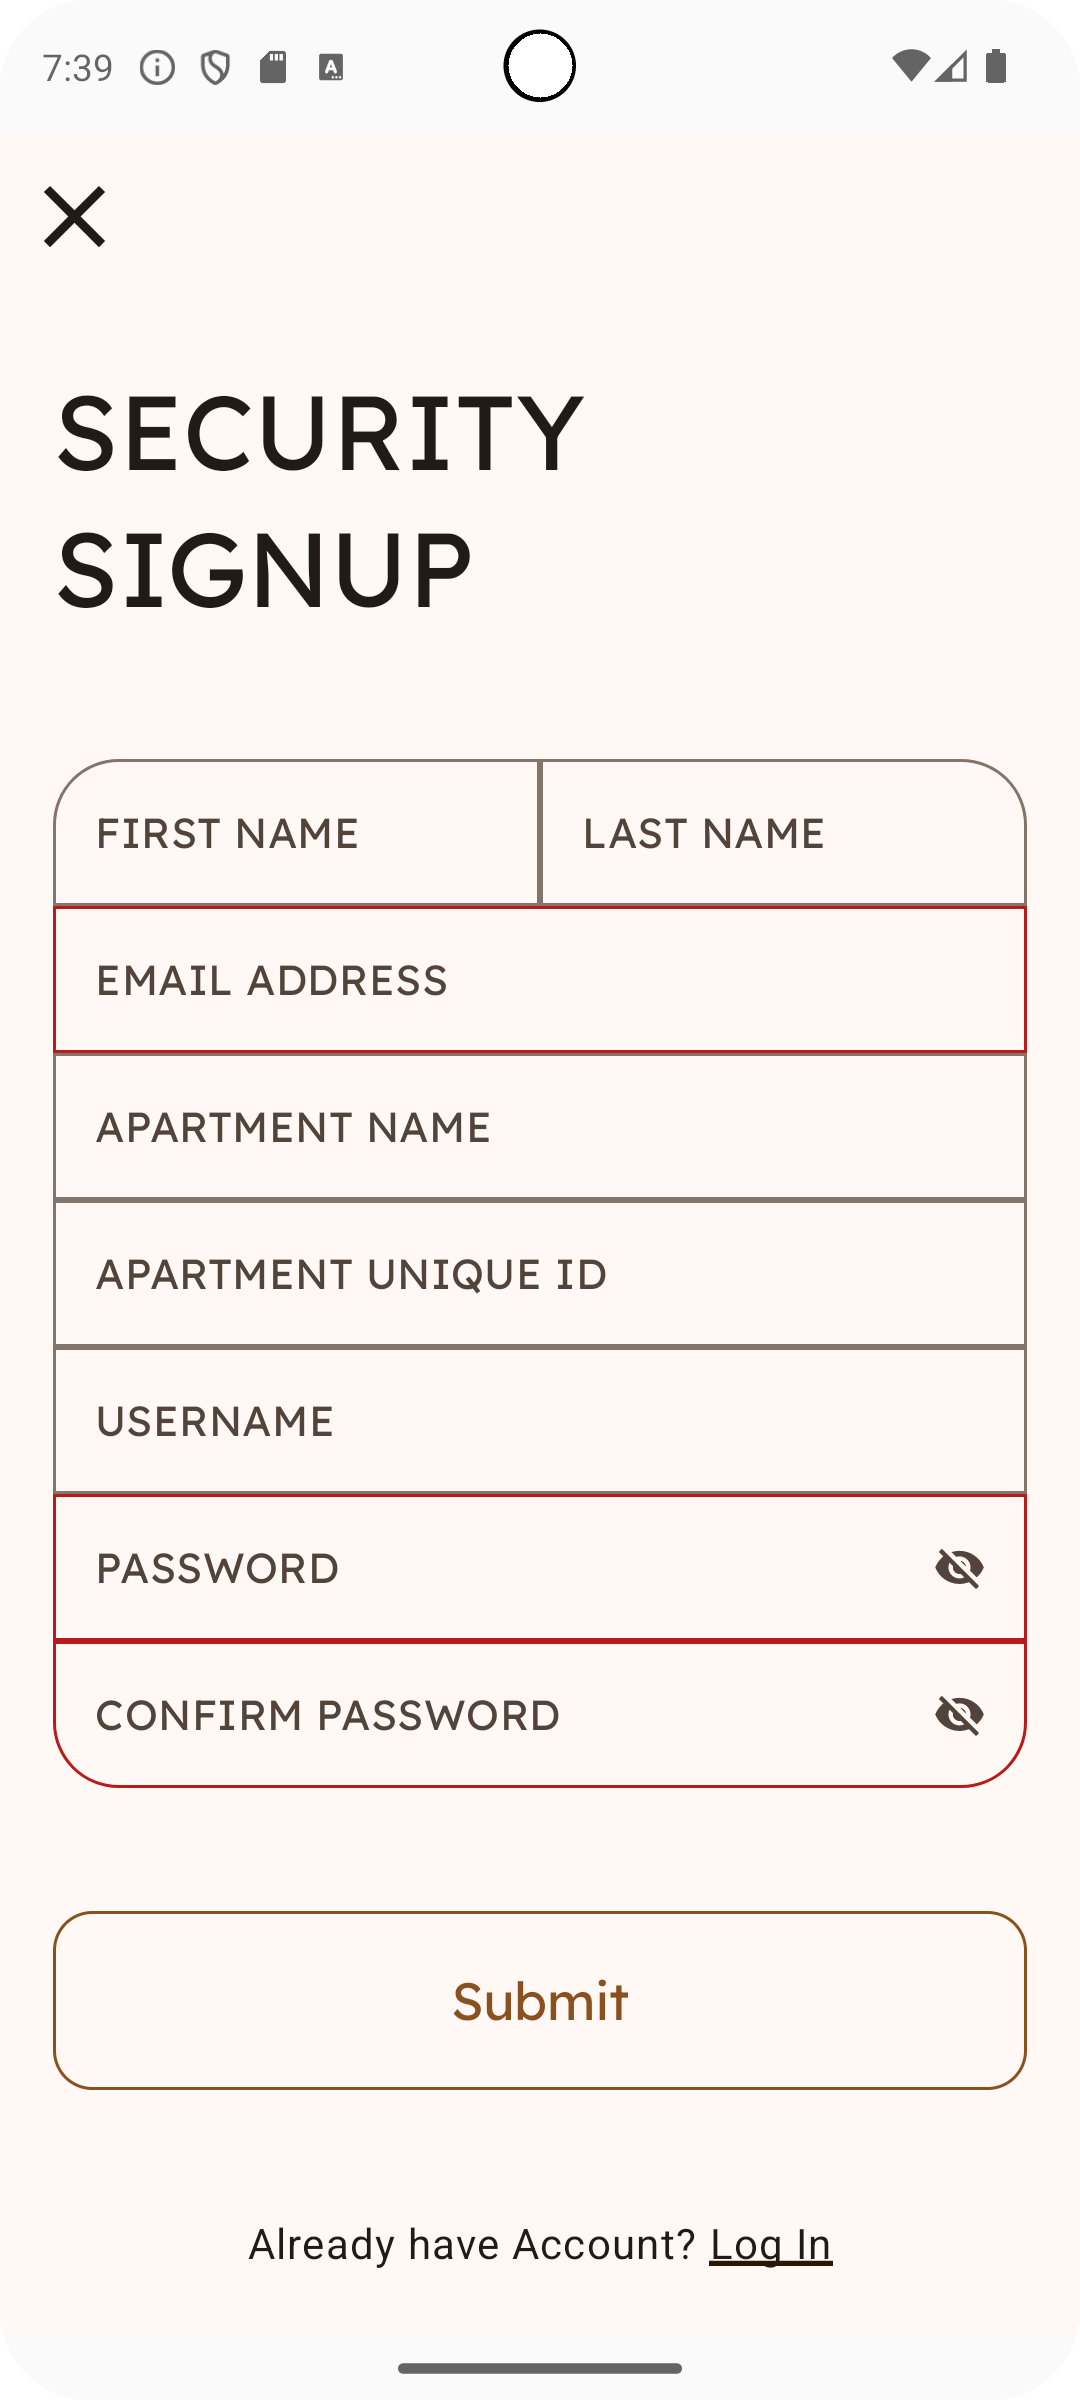 7:39
SECURITY
SIGNUP
FIRST NAME
LAST NAME
EMAIL ADDRESS
APARTMENT NAME
APARTMENT UNIQUE ID
USERNAME
PASSWORD
CONFIRM PASSWORD
Submit
Already have Account? Log In